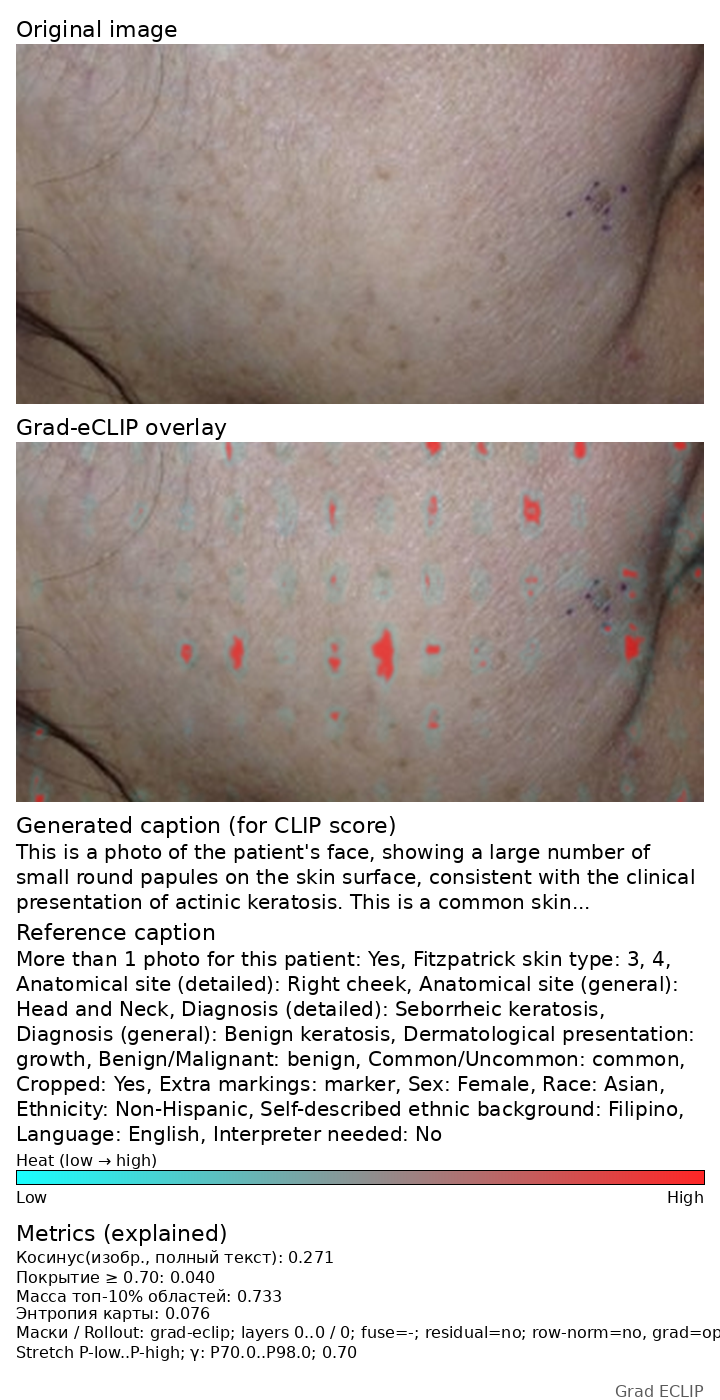 Original image
Grad-eCLIP overlay
Generated caption (for CLIP score)
This is a photo of the patient's face, showing a large number of
small round papules on the skin surface, consistent with the clinical
presentation of actinic keratosis. This is a common skin...
Reference caption
More than 1 photo for this patient: Yes, Fitzpatrick skin type: 3, 4,
Anatomical site (detailed): Right cheek, Anatomical site (general):
Head and Neck, Diagnosis (detailed): Seborrheic keratosis,
Diagnosis (general): Benign keratosis, Dermatological presentation:
growth, Benign/Malignant: benign, Common/Uncommon: common,
Cropped: Yes, Extra markings: marker, Sex: Female, Race: Asian,
Ethnicity: Non-Hispanic, Self-described ethnic background: Filipino,
Language: English, Interpreter needed: No
Heat (low → high)
Low High
Metrics (explained)
Косинус(изобр., полный текст): 0.271
Покрытие ≥ 0.70: 0.040
Масса топ-10% областей: 0.733
Энтропия карты: 0.076
Маски / Rollout: grad-eclip; layers 0..0 / 0; fuse=-; residual=no; row-norm=no, grad=op
Stretch P-low..P-high; γ: P70.0..P98.0; 0.70
Grad ECLIP